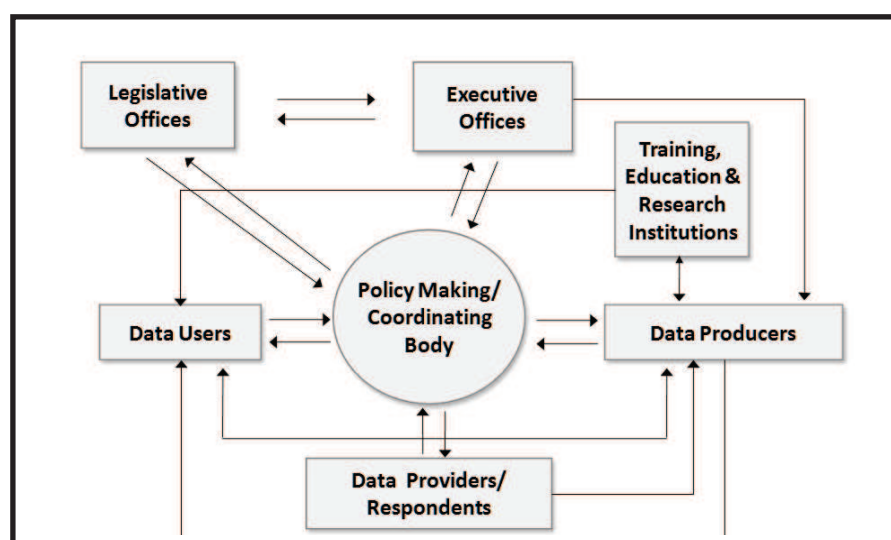 Legislative
Offices
Executive
Offices
Training,
Education &
Research
Institutions
Policy Making/
Coordinating
Body
Data Users
Data Producers
Data Providers/
Respondents